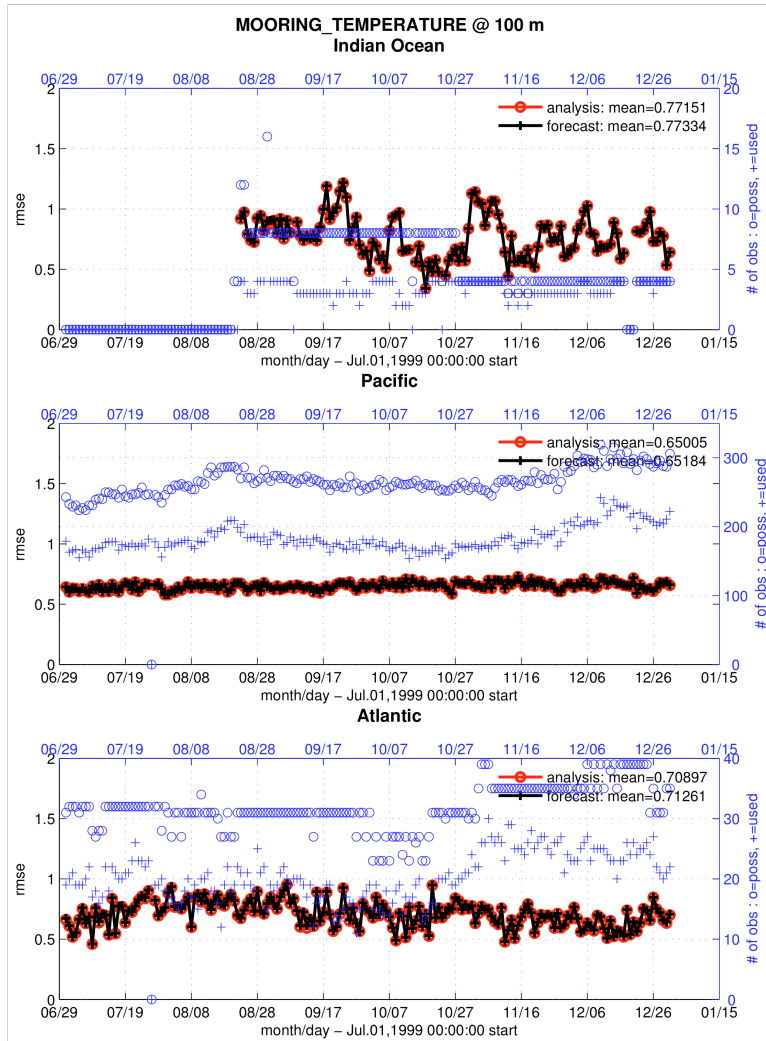 MOORING_TEMPERATURE @ 100 m
Indian Ocean
06/29 07/19 08/08 08/28 09/17 10/07 10/27 11/16 12/06 12/26 01/15
2 20
analysis: mean=0.77151
forecast: mean=0.77334
1.5 15
1 10
0.5 5
0 0
rmse
# of obs : o=poss, +=used
06/29 07/19 08/08 08/28 09/17 10/07 10/27 11/16 12/06 12/26 01/15
month/day − Jul.01,1999 00:00:00 start
Pacific
06/29 07/19 08/08 08/28 09/17 10/07 10/27 11/16 12/06 12/26 01/15
2
analysis: mean=0.65005
forecast: mean=0.65184
300
1.5
200
1
100
0.5
0 0
rmse
# of obs : o=poss, +=used
06/29 07/19 08/08 08/28 09/17 10/07 10/27 11/16 12/06 12/26 01/15
month/day − Jul.01,1999 00:00:00 start
Atlantic
06/29 07/19 08/08 08/28 09/17 10/07 10/27 11/16 12/06 12/26 01/15
2 40
analysis: mean=0.70897
forecast: mean=0.71261
1.5 30
1 20
0.5 10
0 0
rmse
# of obs : o=poss, +=used
06/29 07/19 08/08 08/28 09/17 10/07 10/27 11/16 12/06 12/26 01/15
month/day − Jul.01,1999 00:00:00 start